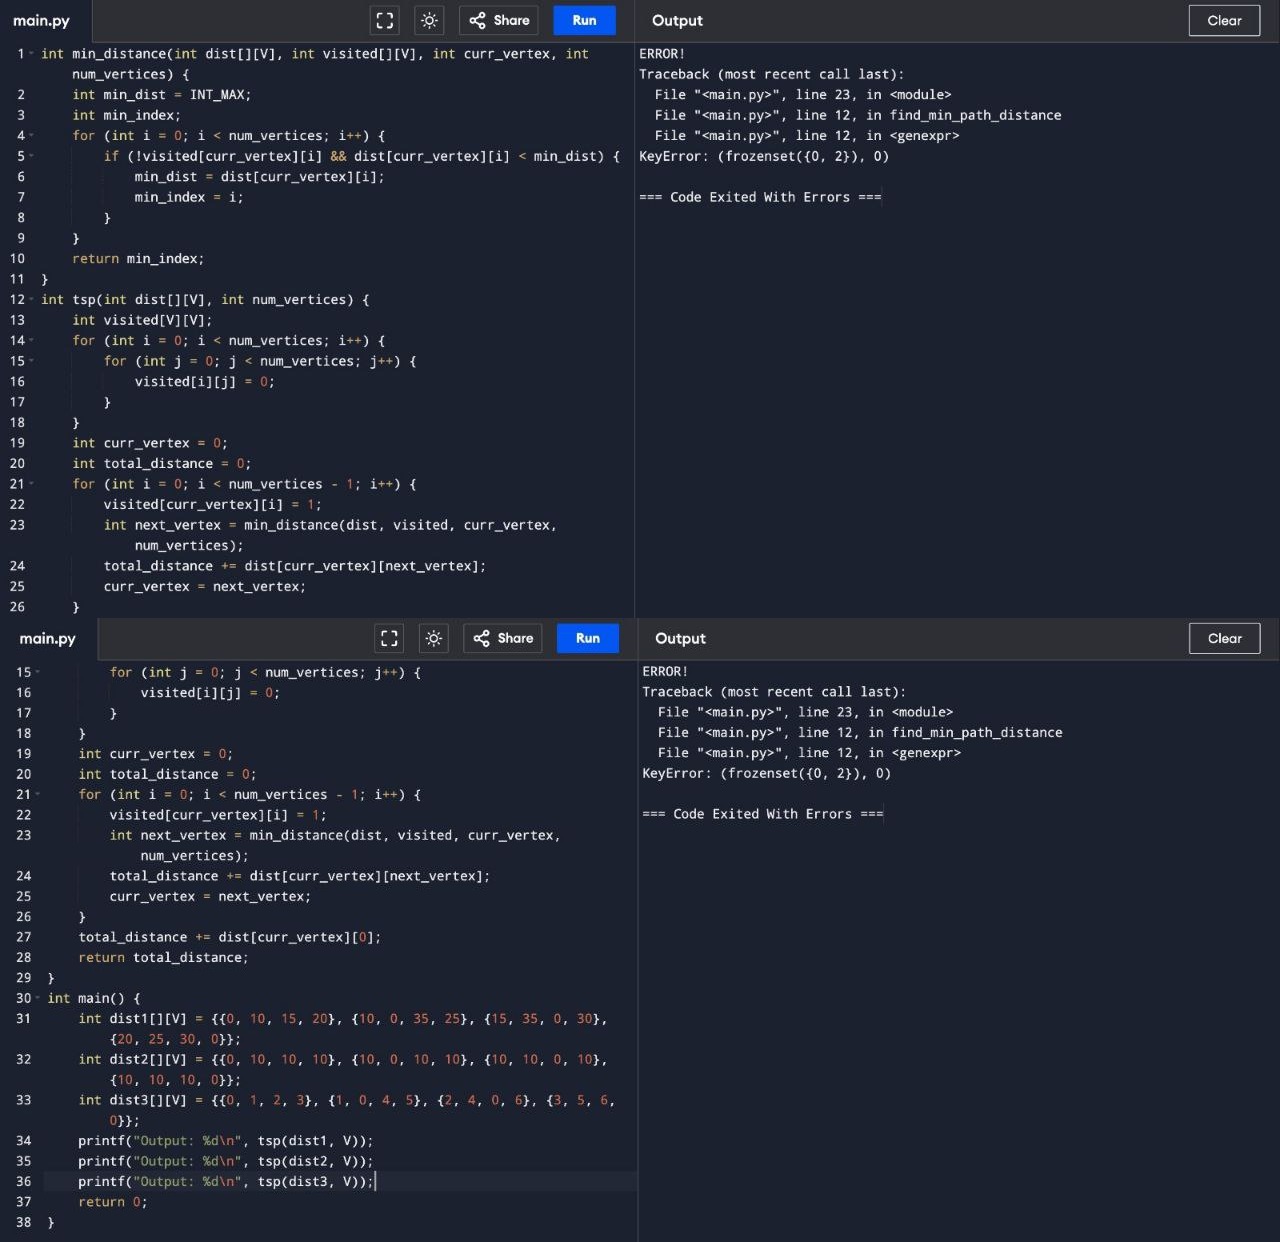 main.py
Share
Run
Output
Clear
1 int min_distance(int dist[][V], int visited[][V], int curr_vertex, int
num_vertices) {
2 int min_dist = INT_MAX;
3 int min_index;
4 for (int i = 0; i < num_vertices; i++) {
5 if (!visited[curr_vertex][i] && dist[curr_vertex][i] < min_dist) {
6 min_dist = dist[curr_vertex][i];
7 min_index = i;
8 }
9 }
10 return min_index;
11 }
12 int tsp(int dist[][V], int num_vertices) {
13 int visited[V][V];
14 for (int i = 0; i < num_vertices; i++) {
15 for (int j = 0; j < num_vertices; j++) {
16 visited[i][j] = 0;
17 }
18 }
19 int curr_vertex = 0;
20 int total_distance = 0;
21 for (int i = 0; i < num_vertices - 1; i++) {
22 visited[curr_vertex][i] = 1;
23 int next_vertex = min_distance(dist, visited, curr_vertex,
num_vertices);
24 total_distance += dist[curr_vertex][next_vertex];
25 curr_vertex = next_vertex;
26 }
ERROR!
Traceback (most recent call last):
File "<main.py>", line 23, in <module>
File "<main.py>", line 12, in find_min_path_distance
File "<main.py>", line 12, in <genexpr>
KeyError: (frozenset({0, 2}), 0)
=== Code Exited With Errors ===
main.py
Share
Run
Output
Clear
15 for (int j = 0; j < num_vertices; j++) {
16 visited[i][j] = 0;
17 }
18 }
19 int curr_vertex = 0;
20 int total_distance = 0;
21 for (int i = 0; i < num_vertices - 1; i++) {
22 visited[curr_vertex][i] = 1;
23 int next_vertex = min_distance(dist, visited, curr_vertex,
num_vertices);
24 total_distance += dist[curr_vertex][next_vertex];
25 curr_vertex = next_vertex;
26 }
27 total_distance += dist[curr_vertex][0];
28 return total_distance;
29 }
30 int main() {
31 int dist1[][V] = {{0, 10, 15, 20}, {10, 0, 35, 25}, {15, 35, 0, 30},
{20, 25, 30, 0}};
32 int dist2[][V] = {{0, 10, 10, 10}, {10, 0, 10, 10}, {10, 10, 0, 10},
{10, 10, 10, 0}};
33 int dist3[][V] = {{0, 1, 2, 3}, {1, 0, 4, 5}, {2, 4, 0, 6}, {3, 5, 6,
0}};
34 printf("Output: %d\n", tsp(dist1, V));
35 printf("Output: %d\n", tsp(dist2, V));
36 printf("Output: %d\n", tsp(dist3, V));
37 return 0;
38 }
ERROR!
Traceback (most recent call last):
File "<main.py>", line 23, in <module>
File "<main.py>", line 12, in find_min_path_distance
File "<main.py>", line 12, in <genexpr>
KeyError: (frozenset({0, 2}), 0)
=== Code Exited With Errors ===